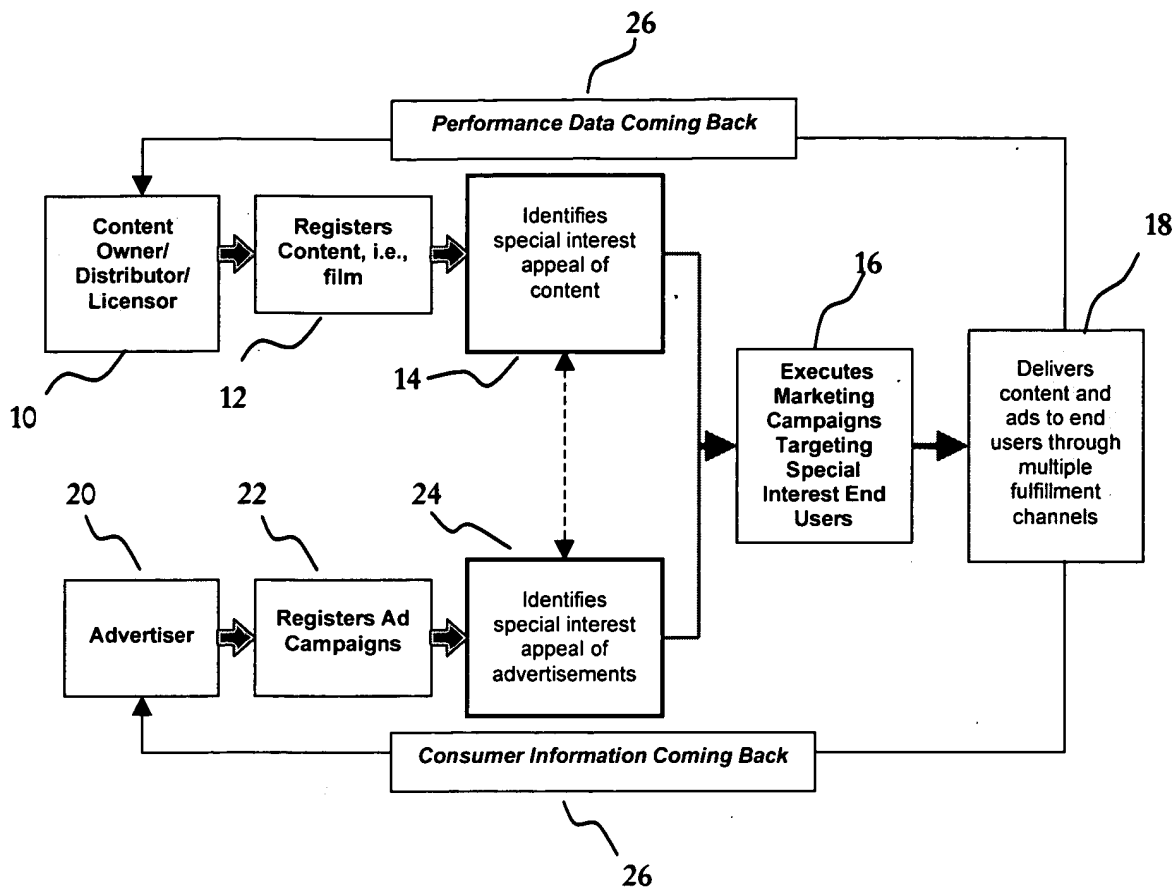 26
Performance Data Coming Back
Content
Owner/
Distributor/
Licensor
Registers
Content, i.e.,
film
Identifies
special interest
appeal of
content
18
16
12
14
10
Executes
Marketing
Campaigns
Targeting
Special
Interest End
Users
Delivers
content and
ads to end
users through
multiple
fulfillment
channels
20
22
24
Advertiser
Registers Ad
Campaigns
Identifies
special interest
appeal of
advertisements
Consumer Information Coming Back
26